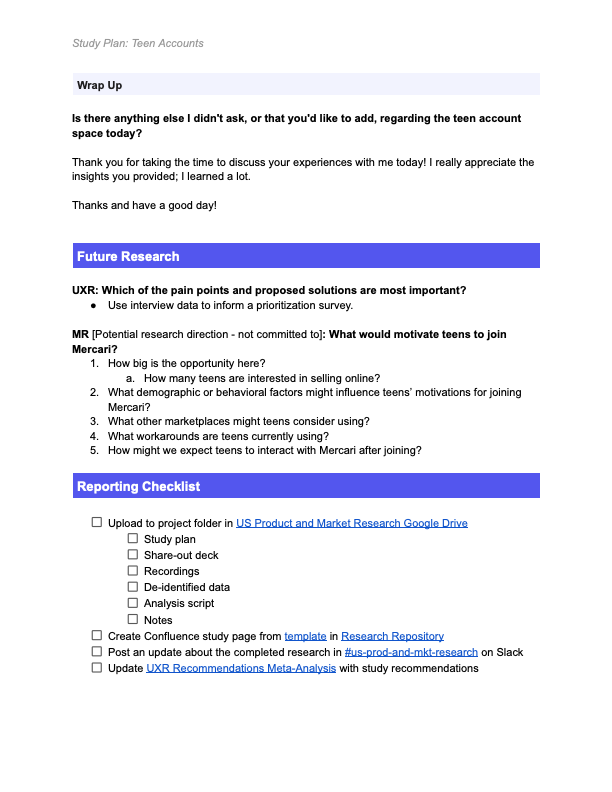 Study Plan: Teen Accounts
Wrap Up
Is there anything else I didn't ask, or that you'd like to add, regarding the teen account
space today?
Thank you for taking the time to discuss your experiences with me today! I really appreciate the
insights you provided; I learned a lot.
Thanks and have a good day!
Future Research
UXR: Which of the pain points and proposed solutions are most important?
● Use interview data to inform a prioritization survey.
MR [Potential research direction - not committed to]: What would motivate teens to join
Mercari?
1. How big is the opportunity here?
a. How many teens are interested in selling online?
2. What demographic or behavioral factors might influence teens' motivations for joining
Mercari?
3. What other marketplaces might teens consider using?
4. What workarounds are teens currently using?
5. How might we expect teens to interact with Mercari after joining?
Reporting Checklist
☐ Upload to project folder in US Product and Market Research Google Drive
☐ Study plan
☐ Share-out deck
☐ Recordings
☐ De-identified data
☐ Analysis script
☐ Notes
☐ Create Confluence study page from template in Research Repository
☐ Post an update about the completed research in #us-prod-and-mkt-research on Slack
☐ Update UXR Recommendations Meta-Analysis with study recommendations